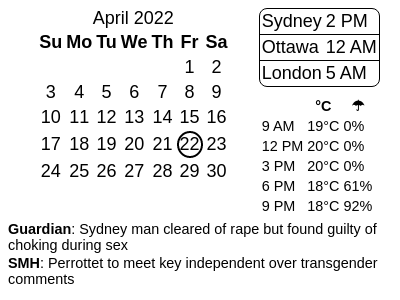 April 2022
Su Mo Tu We Th Fr Sa
1 2
3 4 5 6 7 8 9
10 11 12 13 14 15 16
17 18 19 20 21 22 23
24 25 26 27 28 29 30
Sydney 2 PM
Ottawa 12 AM
London 5 AM
°C ☂
9 AM 19°C 0%
12 PM 20°C 0%
3 PM 20°C 0%
6 PM 18°C 61%
9 PM 18°C 92%
Guardian: Sydney man cleared of rape but found guilty of
choking during sex
SMH: Perrottet to meet key independent over transgender
comments